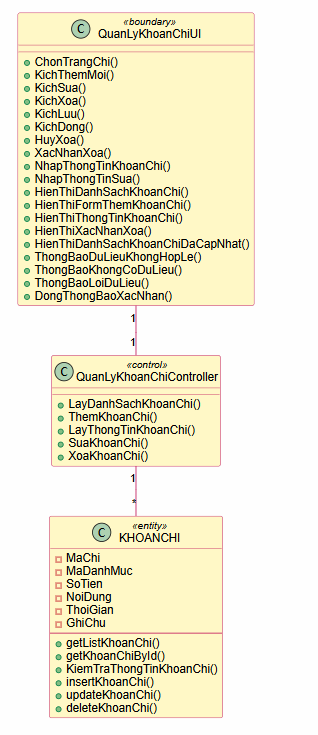 «boundary»
C QuanLyKhoanChiUI
ChonTrangChi()
KichThemMoi()
KichSua()
KichXoa()
KichLuu()
KichDong()
HuyXoa()
XacNhanXoa()
NhapThongTinKhoanChi()
NhapThongTinSua()
HienThiDanhSachKhoanChi()
HienThiFormThemKhoanChi()
HienThiThongTinKhoanChi()
HienThiXacNhanXoa()
HienThiDanhSachKhoanChiDaCapNhat()
ThongBaoDuLieuKhongHopLe()
ThongBaoKhongCoDuLieu()
ThongBaoLoiDuLieu()
DongThongBaoXacNhan()
1
1
«control»
C QuanLyKhoanChiController
LayDanhSachKhoanChi()
ThemKhoanChi()
LayThongTinKhoanChi()
SuaKhoanChi()
XoaKhoanChi()
1
*
«entity»
C KHOANCHI
MaChi
MaDanhMuc
SoTien
NoiDung
ThoiGian
GhiChu
getListKhoanChi()
getKhoanChiById()
KiemTraThongTinKhoanChi()
insertKhoanChi()
updateKhoanChi()
deleteKhoanChi()